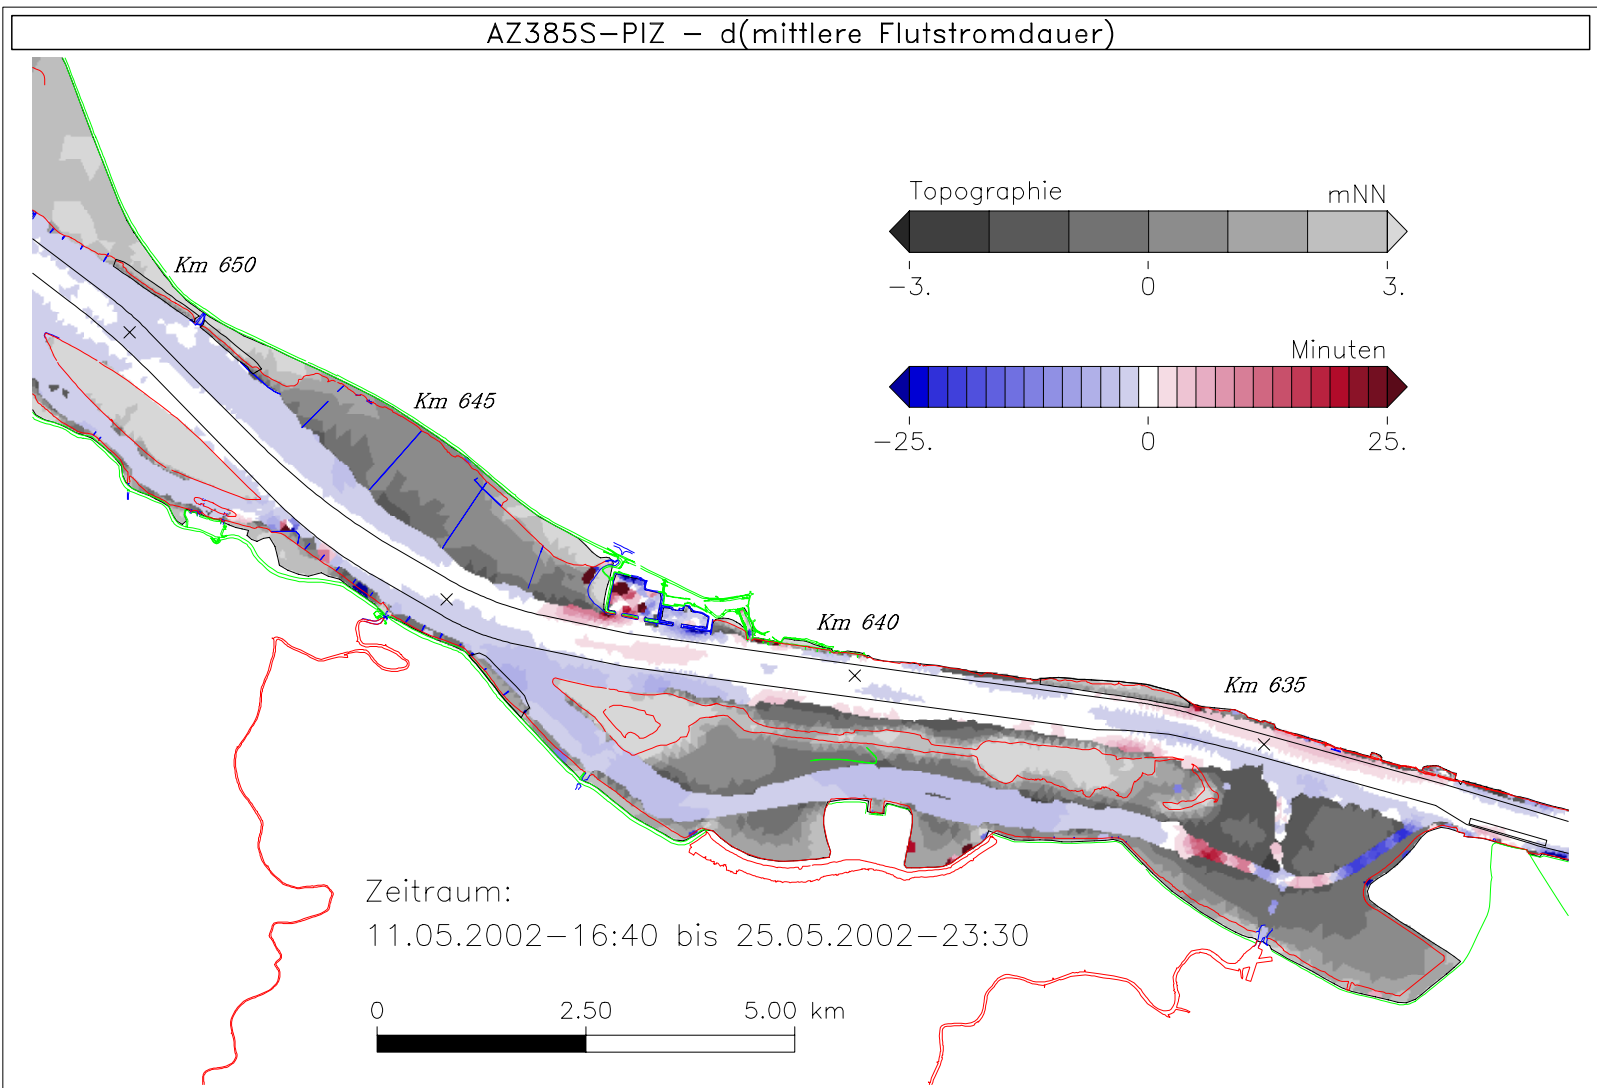 AZ385S-PIZ - d(mittlere Flutstromdauer)
Topographie mNN
-3. 0 3.
Minuten
-25. 0 25.
Km 650
Km 645
Km 640
Km 635
Zeitraum:
11.05.2002-16:40 bis 25.05.2002-23:30
0 2.50 5.00 km